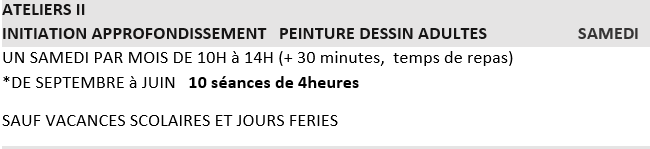 ATELIERS II
INITIATION APPROFONDISSEMENT PEINTURE DESSIN ADULTES SAMEDI
UN SAMEDI PAR MOIS DE 10H à 14H (+ 30 minutes, temps de repas)
*DE SEPTEMBRE à JUIN 10 séances de 4heures
SAUF VACANCES SCOLAIRES ET JOURS FERIES